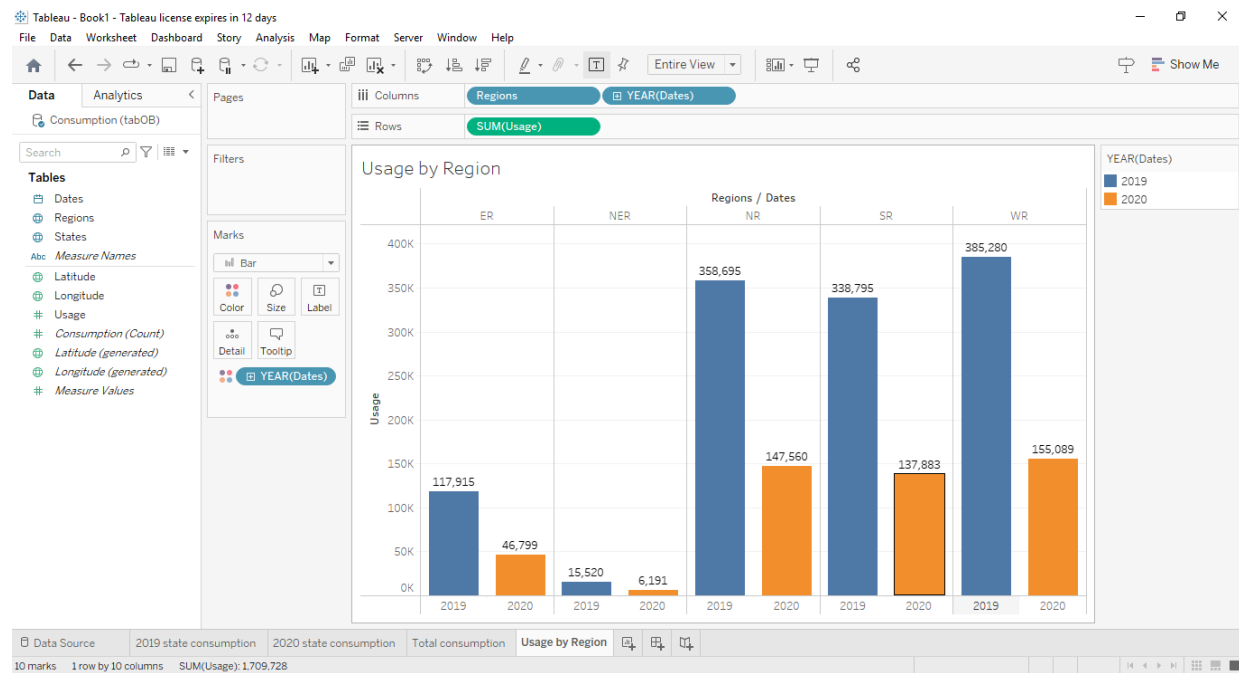 Tableau - Book1 - Tableau license expires in 12 days
File Data Worksheet Dashboard Story Analysis Map Format Server Window Help
Entire View
Show Me
Data Analytics
Consumption (tabOB)
Search
Tables
Dates
Regions
States
Abc Measure Names
Latitude
Longitude
# Usage
# Consumption (Count)
Latitude (generated)
Longitude (generated)
# Measure Values
Pages
Filters
Marks
Bar
Color Size Label
Detail Tooltip
YEAR(Dates)
Columns Regions YEAR(Dates)
Rows SUM(Usage)
Usage by Region
Regions / Dates
ER NER NR SR WR
Usage
400K
350K
300K
250K
200K
150K
100K
50K
0K
117,915
46,799
15,520
6,191
358,695
147,560
338,795
137,883
385,280
155,089
2019 2020 2019 2020 2019 2020 2019 2020 2019 2020
YEAR(Dates)
2019
2020
Data Source 2019 state consumption 2020 state consumption Total consumption Usage by Region
10 marks 1 row by 10 columns SUM(Usage): 1,709,728